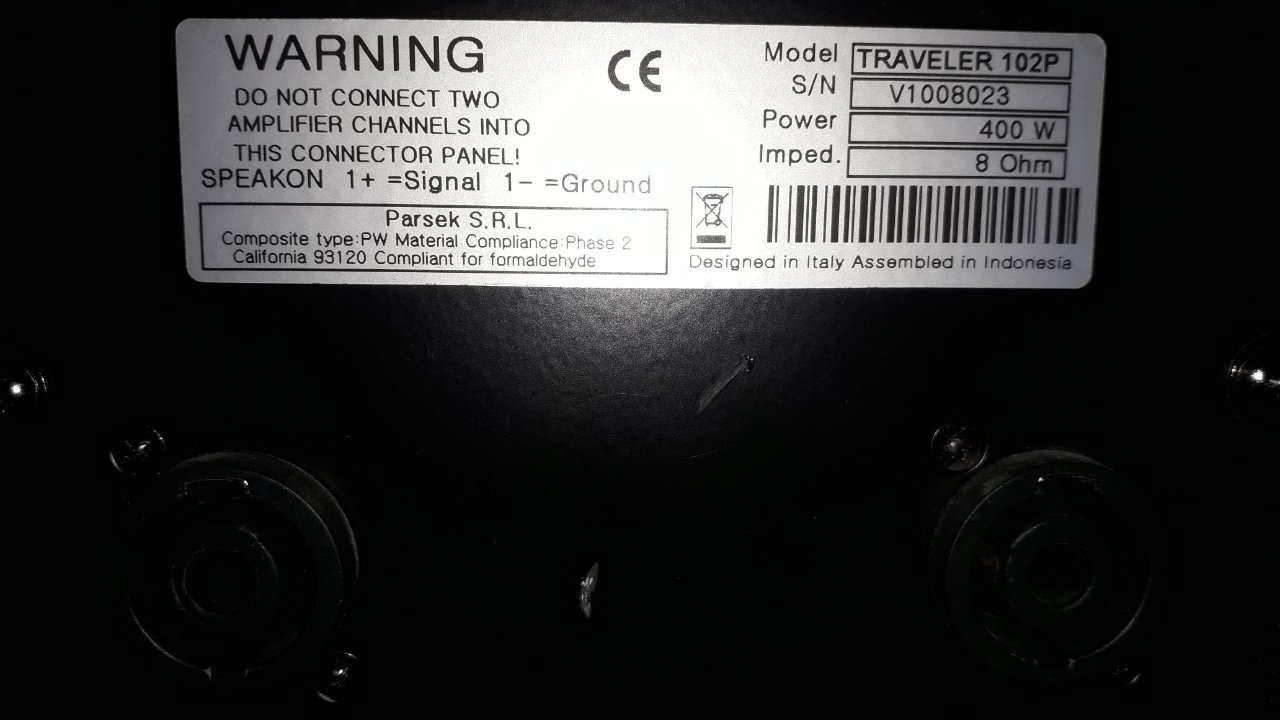 WARNING
DO NOT CONNECT TWO
AMPLIFIER CHANNELS INTO
THIS CONNECTOR PANEL!
SPEAKON 1+ =Signal 1- =Ground
Parsek S.R.L.
Composite type:PW Material Compliance:Phase 2
California 93120 Compliant for formaldehyde
CE
Model TRAVELER 102P
S/N V1008023
Power 400 W
Imped. 8 Ohm
Designed in Italy Assembled in Indonesia